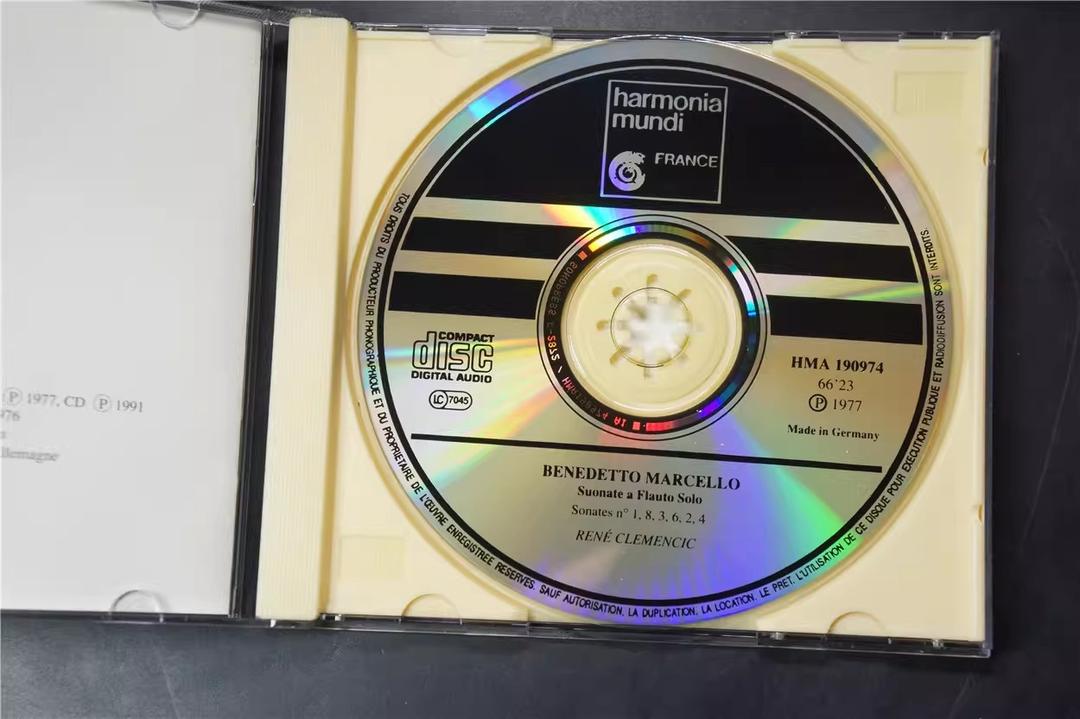 harmonia
mundi
FRANCE
COMPACT
disc
DIGITAL AUDIO
LC 7045
HMA 190974
66'23
Ⓟ 1977
Made in Germany
BENEDETTO MARCELLO
Suonate a Flauto Solo
Sonates n° 1, 8, 3, 6, 2, 4
RENÉ CLEMENCIC
TOUS DROITS DU PRODUCTEUR PHONOGRAPHIQUE ET DU PROPRIETAIRE DE L'ŒUVRE ENREGISTREE RESERVES. SAUF AUTORISATION, LA DUPLICATION, LA LOCATION, LE PRET, L'UTILISATION DE CE DISQUE POUR EXECUTION PUBLIQUE ET RADIODIFFUSION SONT INTERDITS.
SONOPRESS
Ⓟ 1977, CD Ⓟ 1991